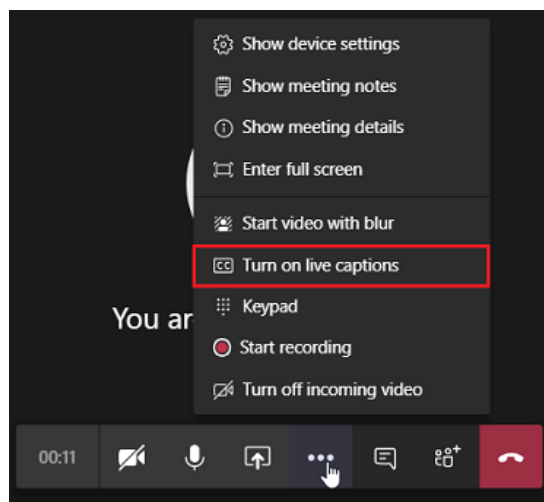 Show device settings
Show meeting notes
Show meeting details
Enter full screen
Start video with blur
CC Turn on live captions
Keypad
You ar
Start recording
Turn off incoming video
00:11